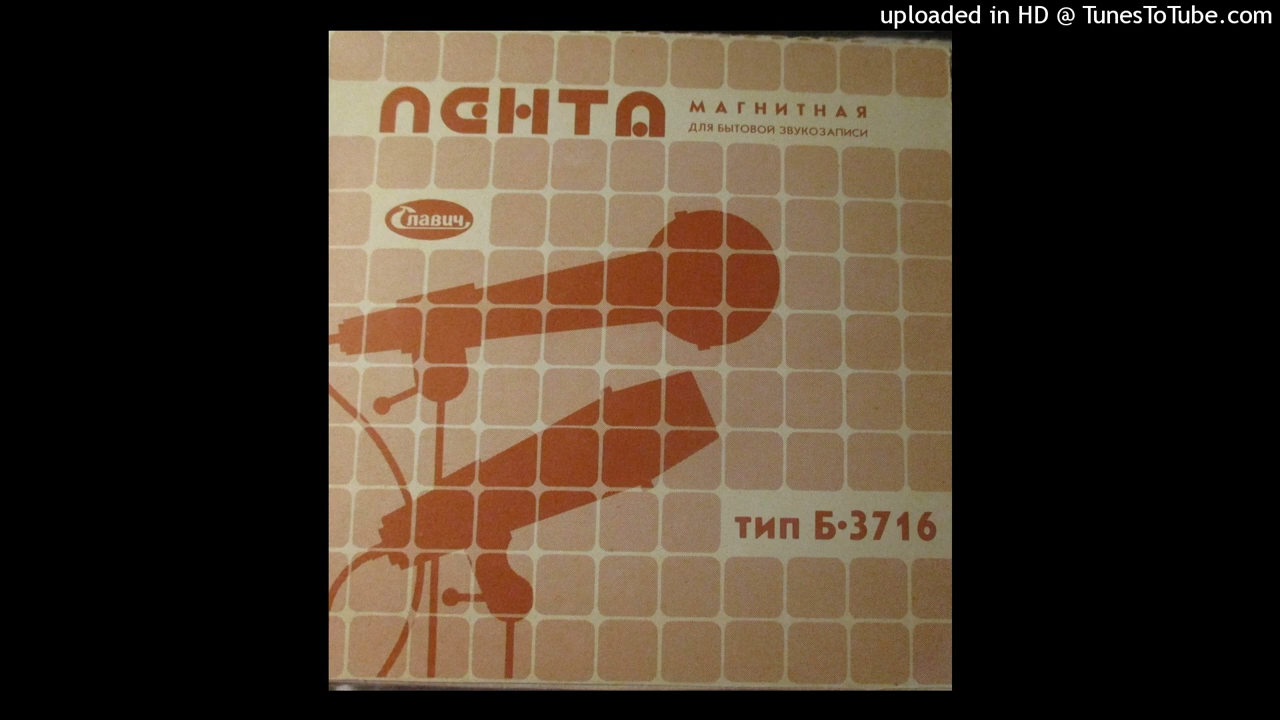 uploaded in HD @ TunesToTube.com
ЛЕНТА
МАГНИТНАЯ
ДЛЯ БЫТОВОЙ ЗВУКОЗАПИСИ
Славич
тип Б·3716